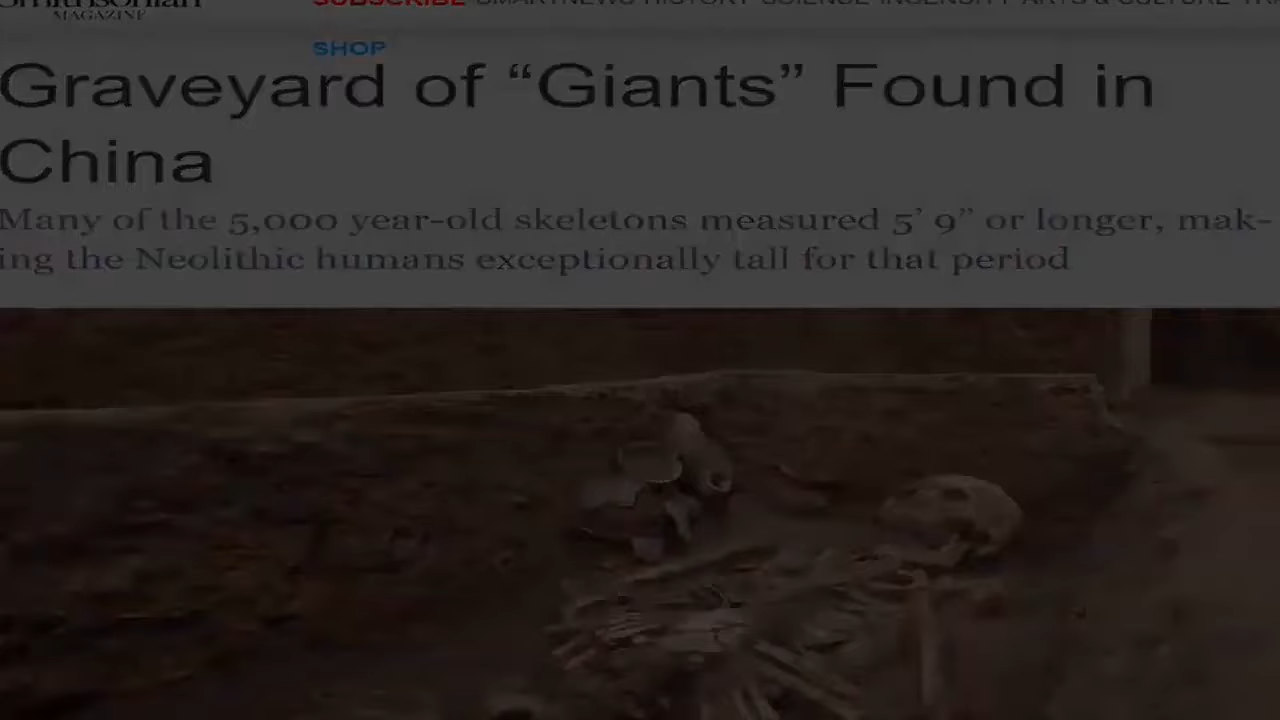 Smithsonian
MAGAZINE
SUBSCRIBE SMARTNEWS HISTORY SCIENCE INGENUITY ARTS & CULTURE
SHOP
Graveyard of “Giants” Found in
China
Many of the 5,000 year-old skeletons measured 5’ 9” or longer, mak-
ing the Neolithic humans exceptionally tall for that period